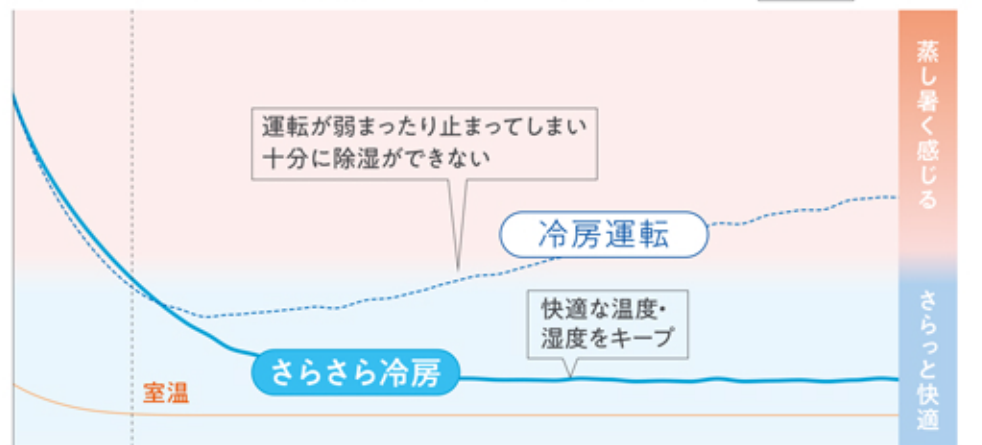 運転が弱まったり止まってしまい
十分に除湿ができない
冷房運転
快適な温度・
湿度をキープ
さらさら冷房
室温
蒸し暑く感じる
さらっと快適